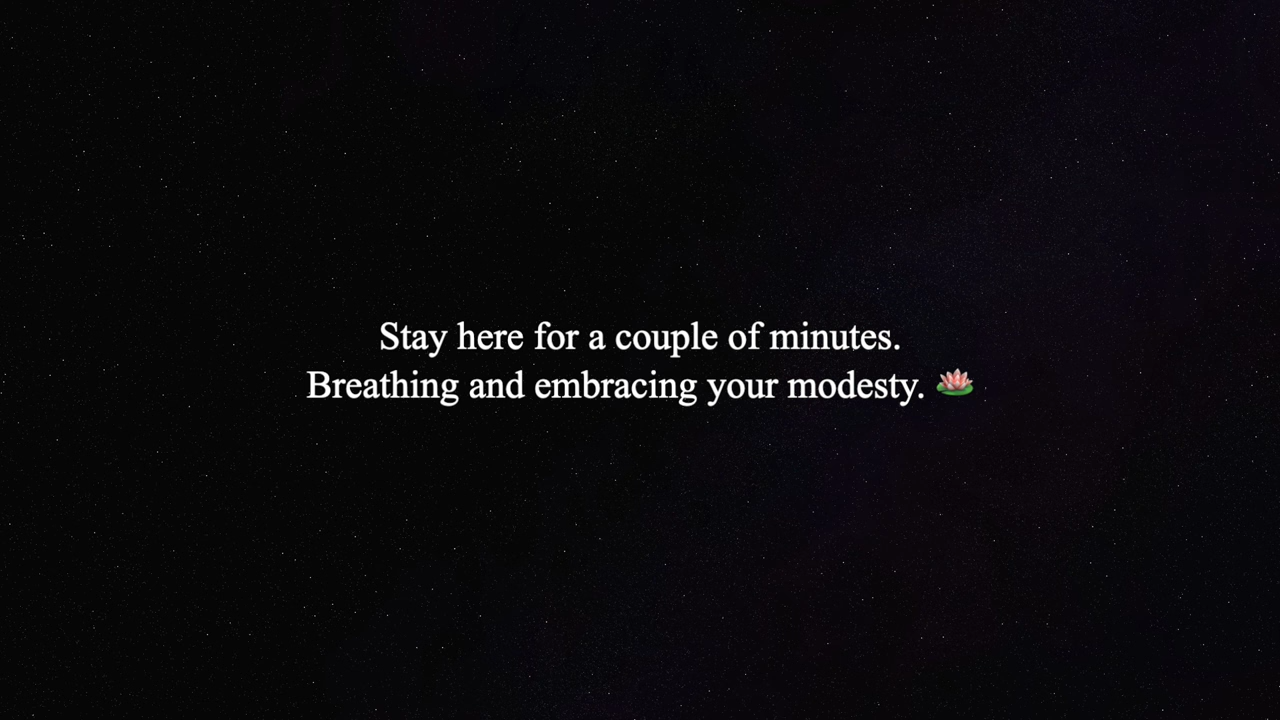 Stay here for a couple of minutes.
Breathing and embracing your modesty. 🪷